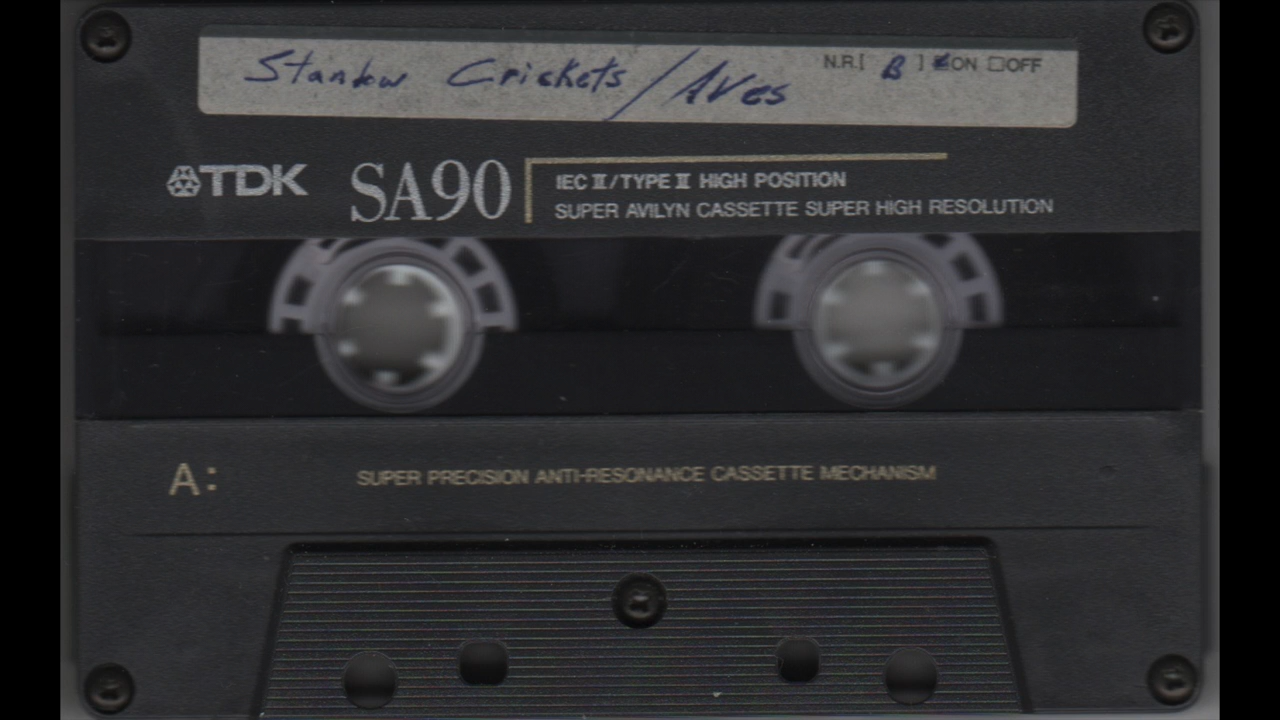 Stanlow Crickets / Aves
N.R.[ B ] ☑ON ☐OFF
TDK SA90
IEC II/TYPE II HIGH POSITION
SUPER AVILYN CASSETTE SUPER HIGH RESOLUTION
A:
SUPER PRECISION ANTI-RESONANCE CASSETTE MECHANISM